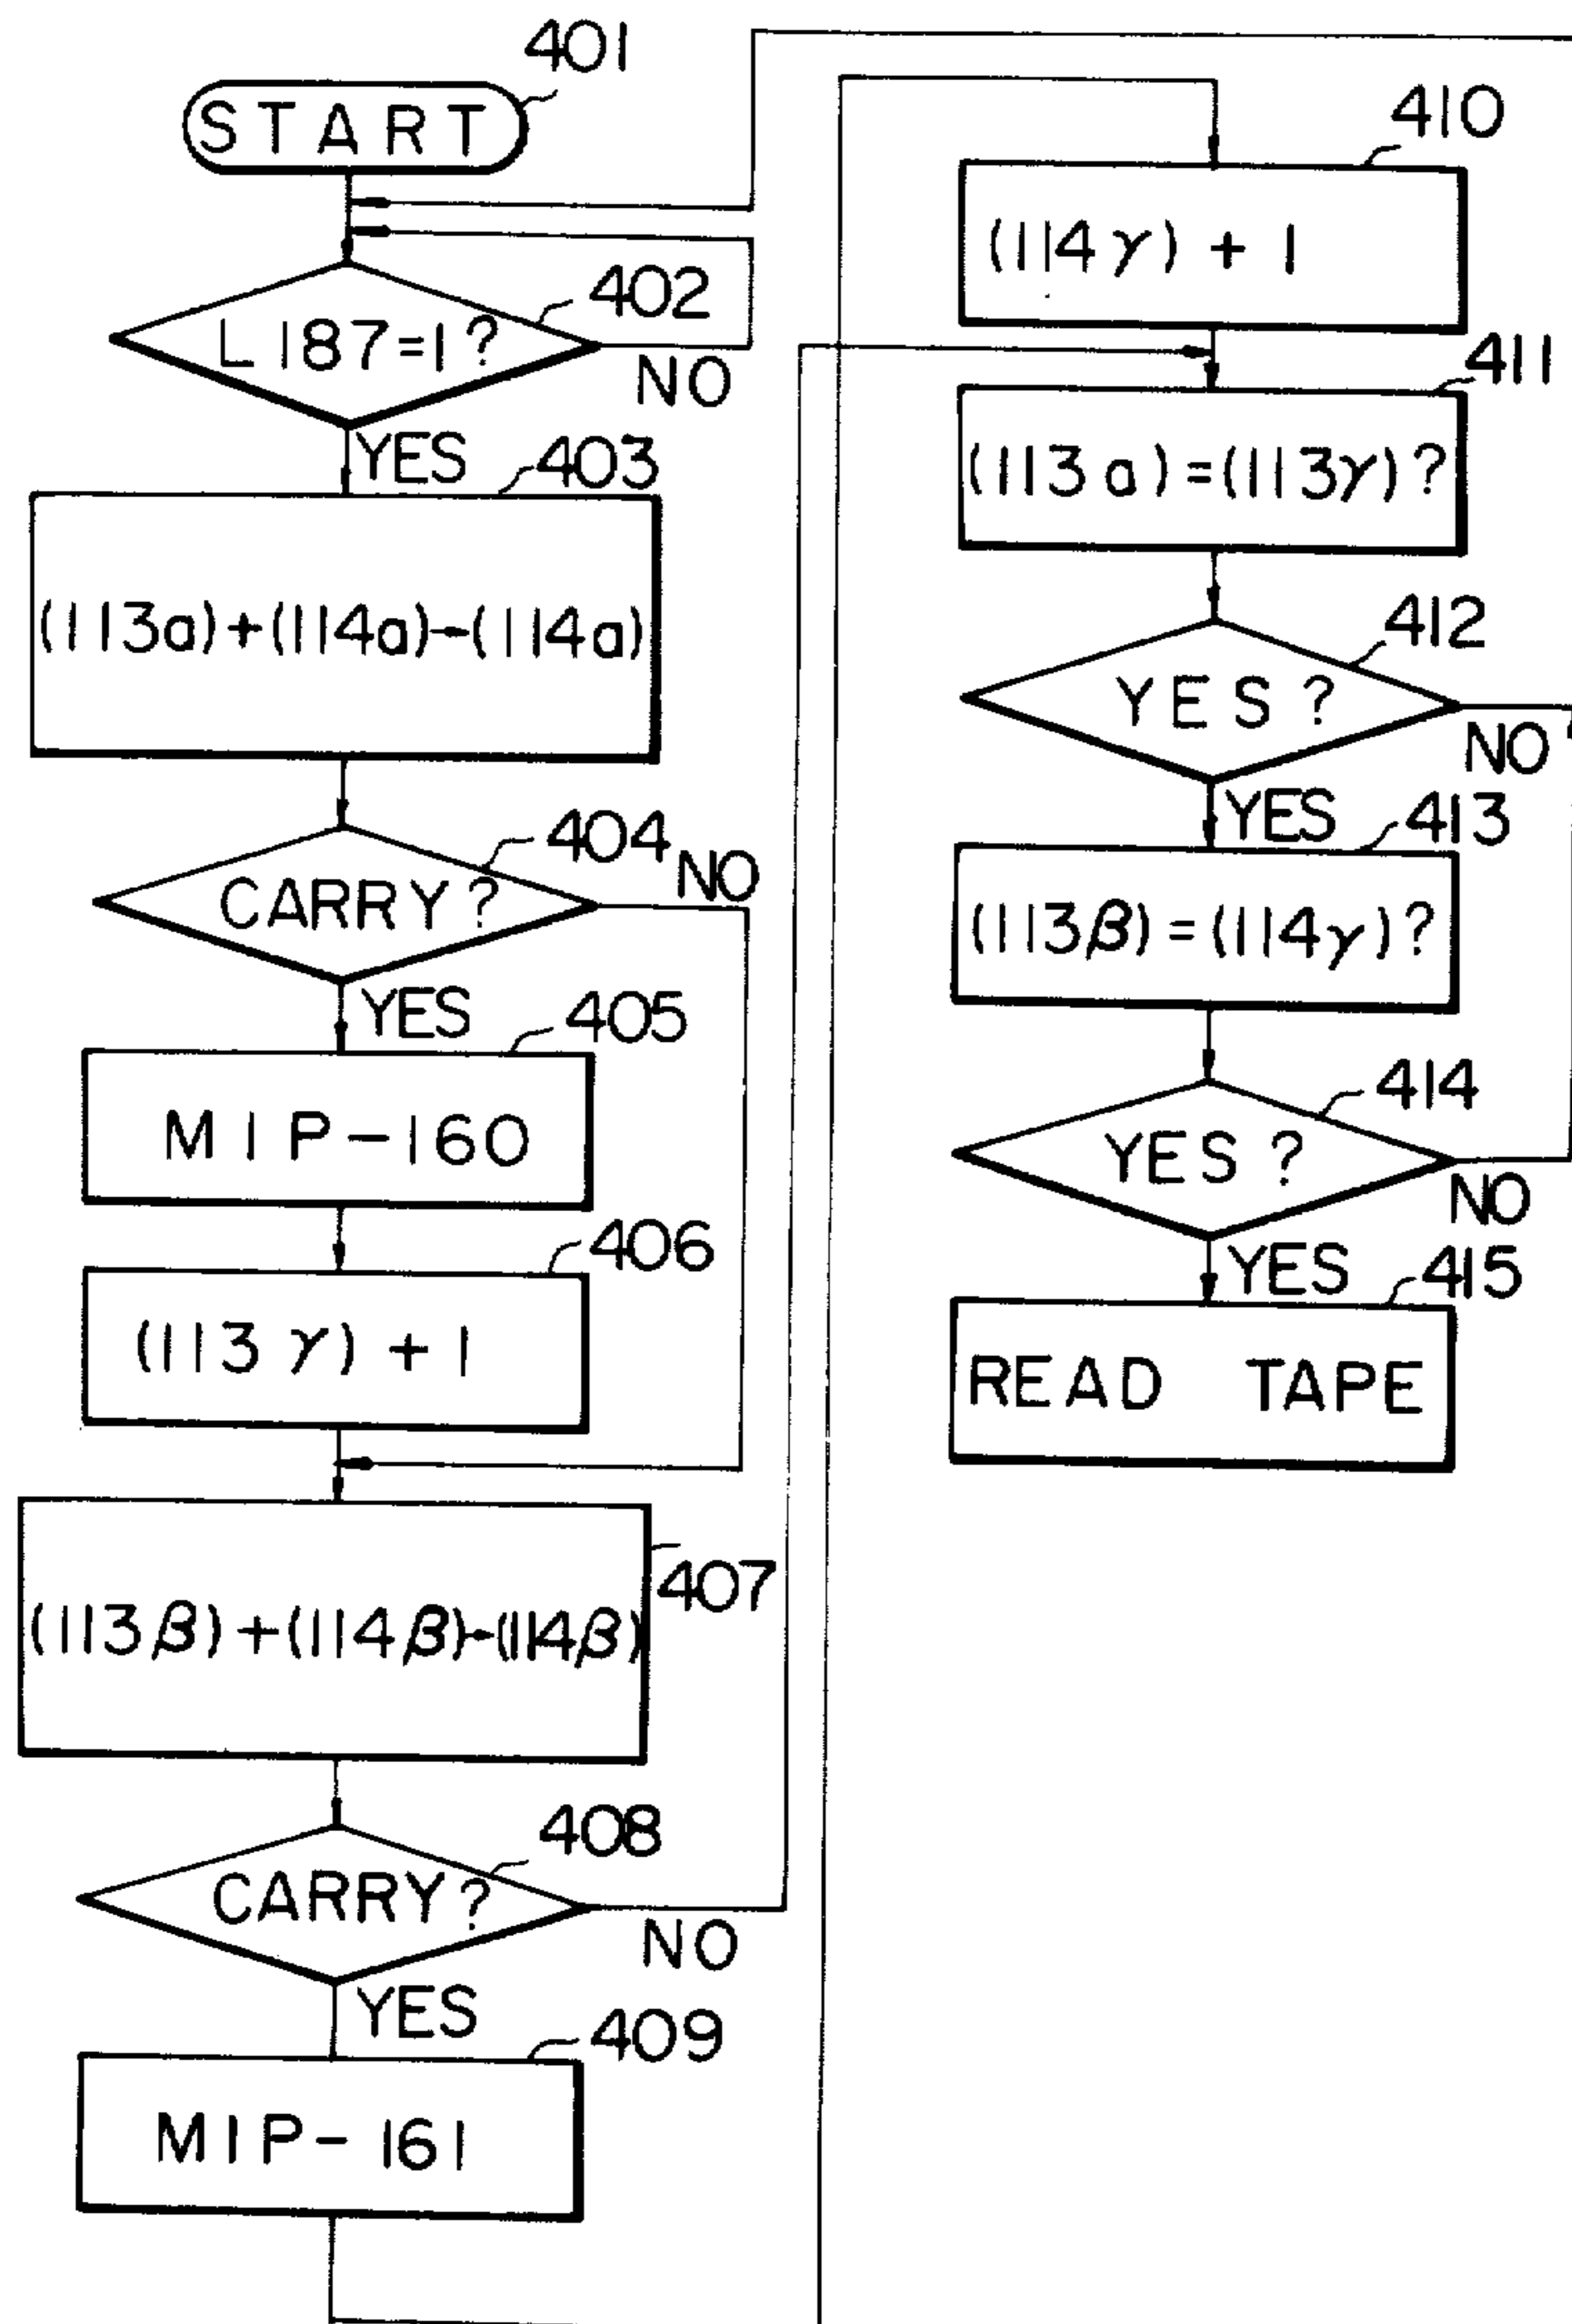 401
START
402
L187=1?
NO
YES
403
(113a)+(114a)→(114a)
404
NO
CARRY?
YES
405
MIP-160
406
(113γ)+1
407
(113β)+(114β)→(114β)
408
CARRY?
NO
YES
409
MIP-161
410
(114γ)+1
411
(113a)=(113γ)?
412
YES?
NO
YES
413
(113β)=(114γ)?
414
YES?
NO
YES
415
READ TAPE